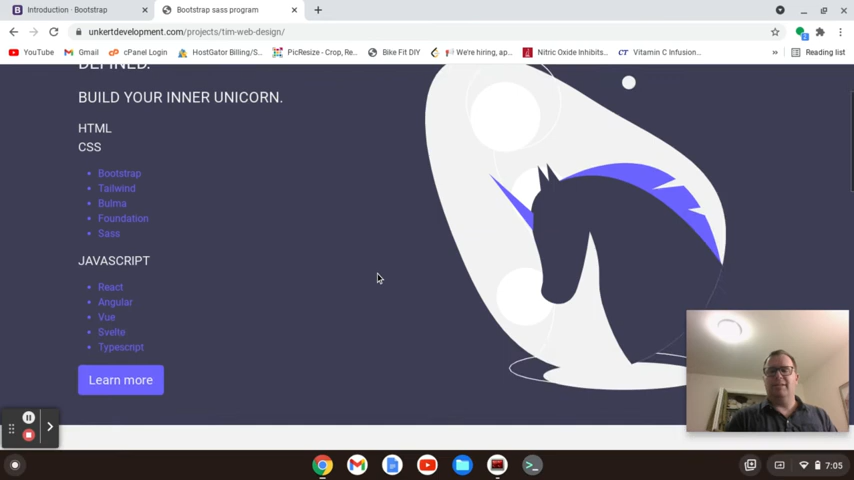 Introduction · Bootstrap
Bootstrap sass program
unkertdevelopment.com/projects/tim-web-design/
YouTube
Gmail
cPanel Login
HostGator Billing/S...
PicResize - Crop, Re...
Bike Fit DIY
We're hiring, ap...
Nitric Oxide Inhibits...
CT
Vitamin C Infusion...
»
Reading list
DEFINED.
BUILD YOUR INNER UNICORN.
HTML
CSS
Bootstrap
Tailwind
Bulma
Foundation
Sass
JAVASCRIPT
React
Angular
Vue
Svelte
Typescript
Learn more
7:05